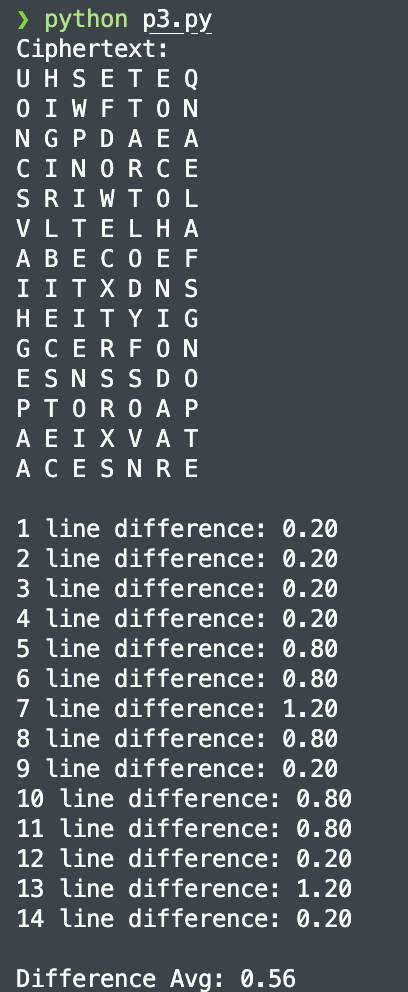 ❯ python p3.py
Ciphertext:
U H S E T E Q
O I W F T O N
N G P D A E A
C I N O R C E
S R I W T O L
V L T E L H A
A B E C O E F
I I T X D N S
H E I T Y I G
G C E R F O N
E S N S S D O
P T O R O A P
A E I X V A T
A C E S N R E
1 line difference: 0.20
2 line difference: 0.20
3 line difference: 0.20
4 line difference: 0.20
5 line difference: 0.80
6 line difference: 0.80
7 line difference: 1.20
8 line difference: 0.80
9 line difference: 0.20
10 line difference: 0.80
11 line difference: 0.80
12 line difference: 0.20
13 line difference: 1.20
14 line difference: 0.20
Difference Avg: 0.56